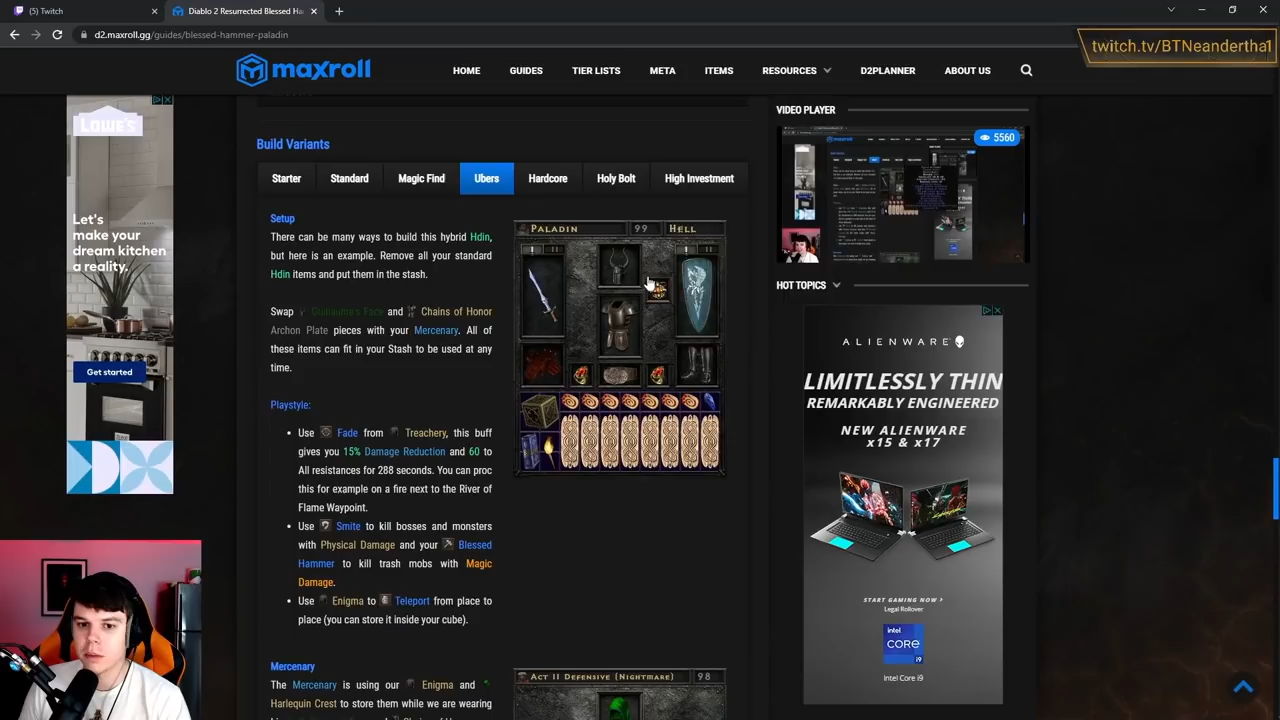 (5) Twitch
Diablo 2 Resurrected Blessed Ha
d2.maxroll.gg/guides/blessed-hammer-paladin
twitch.tv/BTNeanderthal
maxroll
HOME
GUIDES
TIER LISTS
META
ITEMS
RESOURCES
D2PLANNER
ABOUT US
LOWE'S
Let's
make your
dream kitchen
a reality.
Get started
Build Variants
Starter
Standard
Magic Find
Ubers
Hardcore
Holy Bolt
High Investment
Setup
There can be many ways to build this hybrid Hdin,
but here is an example. Remove all your standard
Hdin items and put them in the stash.
Swap Guillaume's Face and Chains of Honor
Archon Plate pieces with your Mercenary. All of
these items can fit in your Stash to be used at any
time.
Playstyle:
• Use Fade from Treachery, this buff
gives you 15% Damage Reduction and 60 to
All resistances for 288 seconds. You can proc
this for example on a fire next to the River of
Flame Waypoint.
• Use Smite to kill bosses and monsters
with Physical Damage and your Blessed
Hammer to kill trash mobs with Magic
Damage.
• Use Enigma to Teleport from place to
place (you can store it inside your cube).
Mercenary
The Mercenary is using our Enigma and
Harlequin Crest to store them while we are wearing
PALADIN
99
HELL
ACT II DEFENSIVE (NIGHTMARE)
98
VIDEO PLAYER
5560
HOT TOPICS
ALIENWARE
LIMITLESSLY THIN
REMARKABLY ENGINEERED
NEW ALIENWARE
x15 & x17
START GAMING NOW >
Legal Rollover
intel
CORE
i9
Intel Core i9